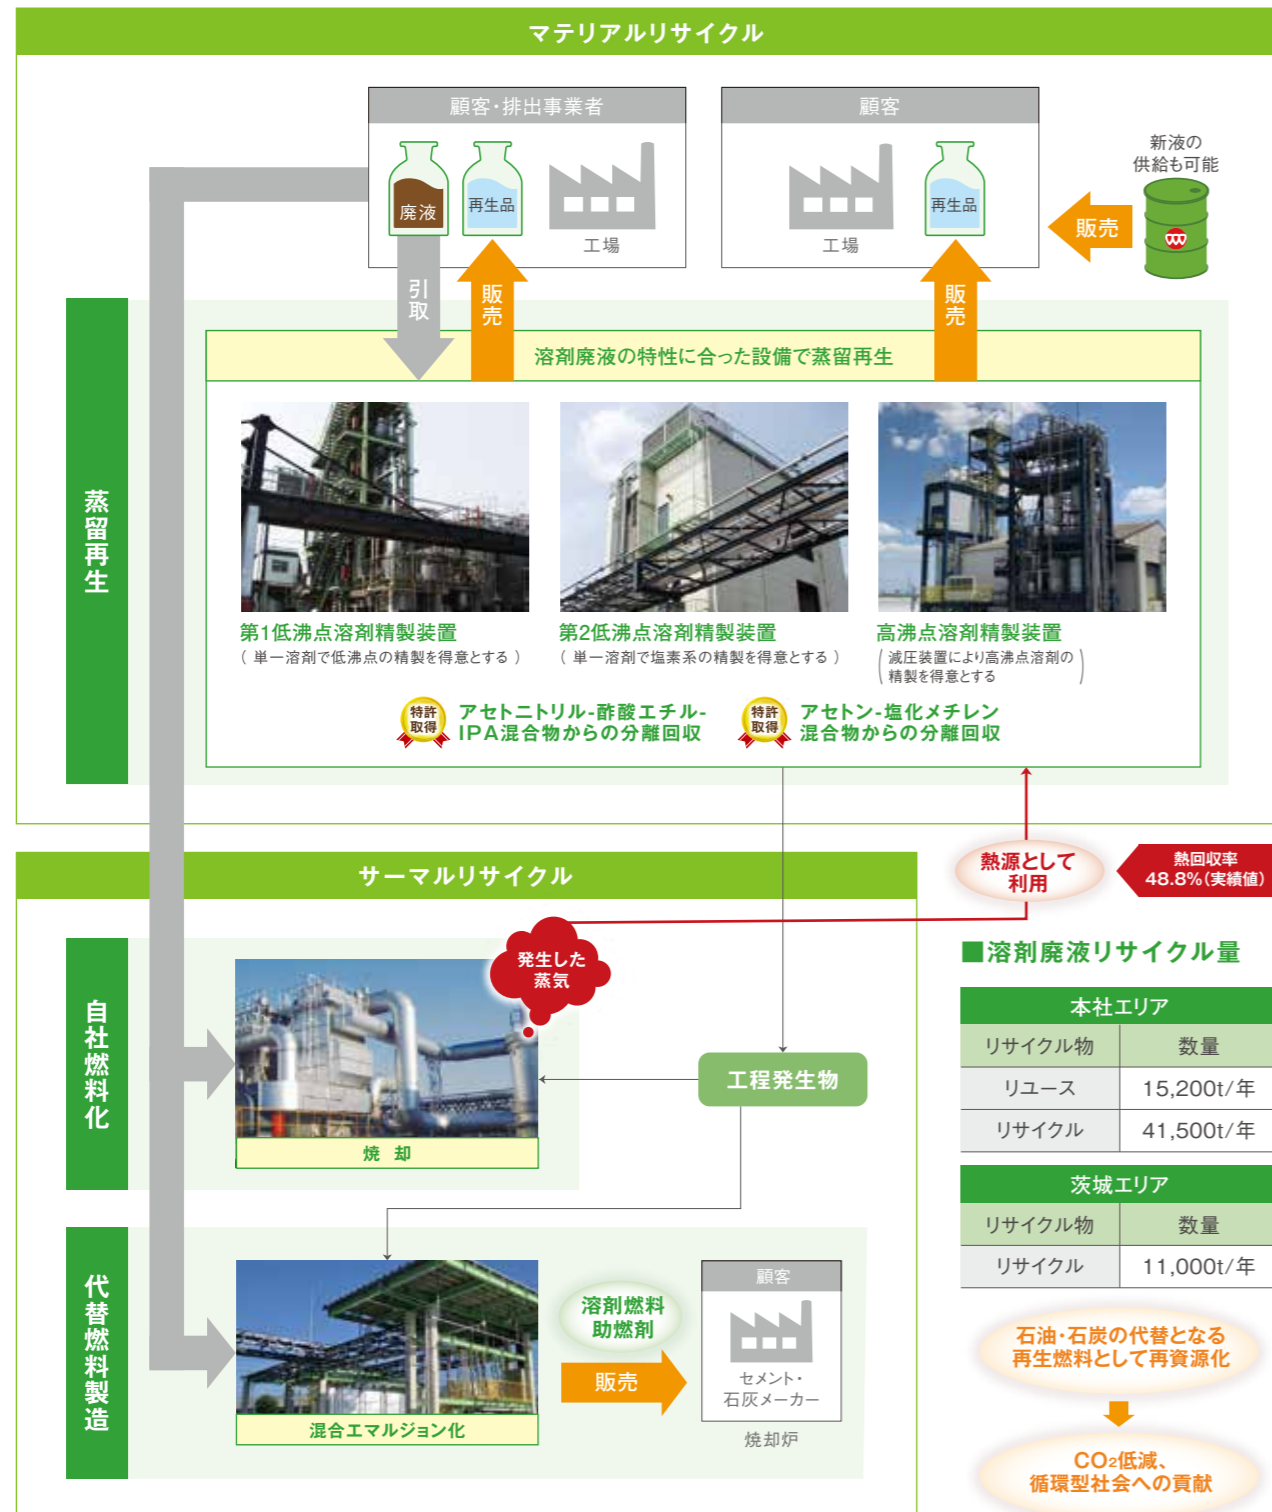 マテリアルリサイクル
顧客・排出事業者
廃液
再生品
工場
顧客
工場
再生品
新液の
供給も可能
販売
引取
販売
販売
蒸留再生
溶剤廃液の特性に合った設備で蒸留再生
第1低沸点溶剤精製装置
( 単一溶剤で低沸点の精製を得意とする )
第2低沸点溶剤精製装置
( 単一溶剤で塩素系の精製を得意とする )
高沸点溶剤精製装置
( 減圧装置により高沸点溶剤の
精製を得意とする )
特許
取得
アセトニトリル-酢酸エチル-
IPA混合物からの分離回収
特許
取得
アセトン-塩化メチレン
混合物からの分離回収
熱源として
利用
熱回収率
48.8%(実績値)
サーマルリサイクル
自社燃料化
発生した
蒸気
焼 却
工程発生物
代替燃料製造
混合エマルジョン化
溶剤燃料
助燃剤
販売
顧客
セメント・
石灰メーカー
焼却炉
■溶剤廃液リサイクル量
本社エリア
リサイクル物 数量
リユース 15,200t/年
リサイクル 41,500t/年
茨城エリア
リサイクル物 数量
リサイクル 11,000t/年
石油・石炭の代替となる
再生燃料として再資源化
CO₂低減、
循環型社会への貢献